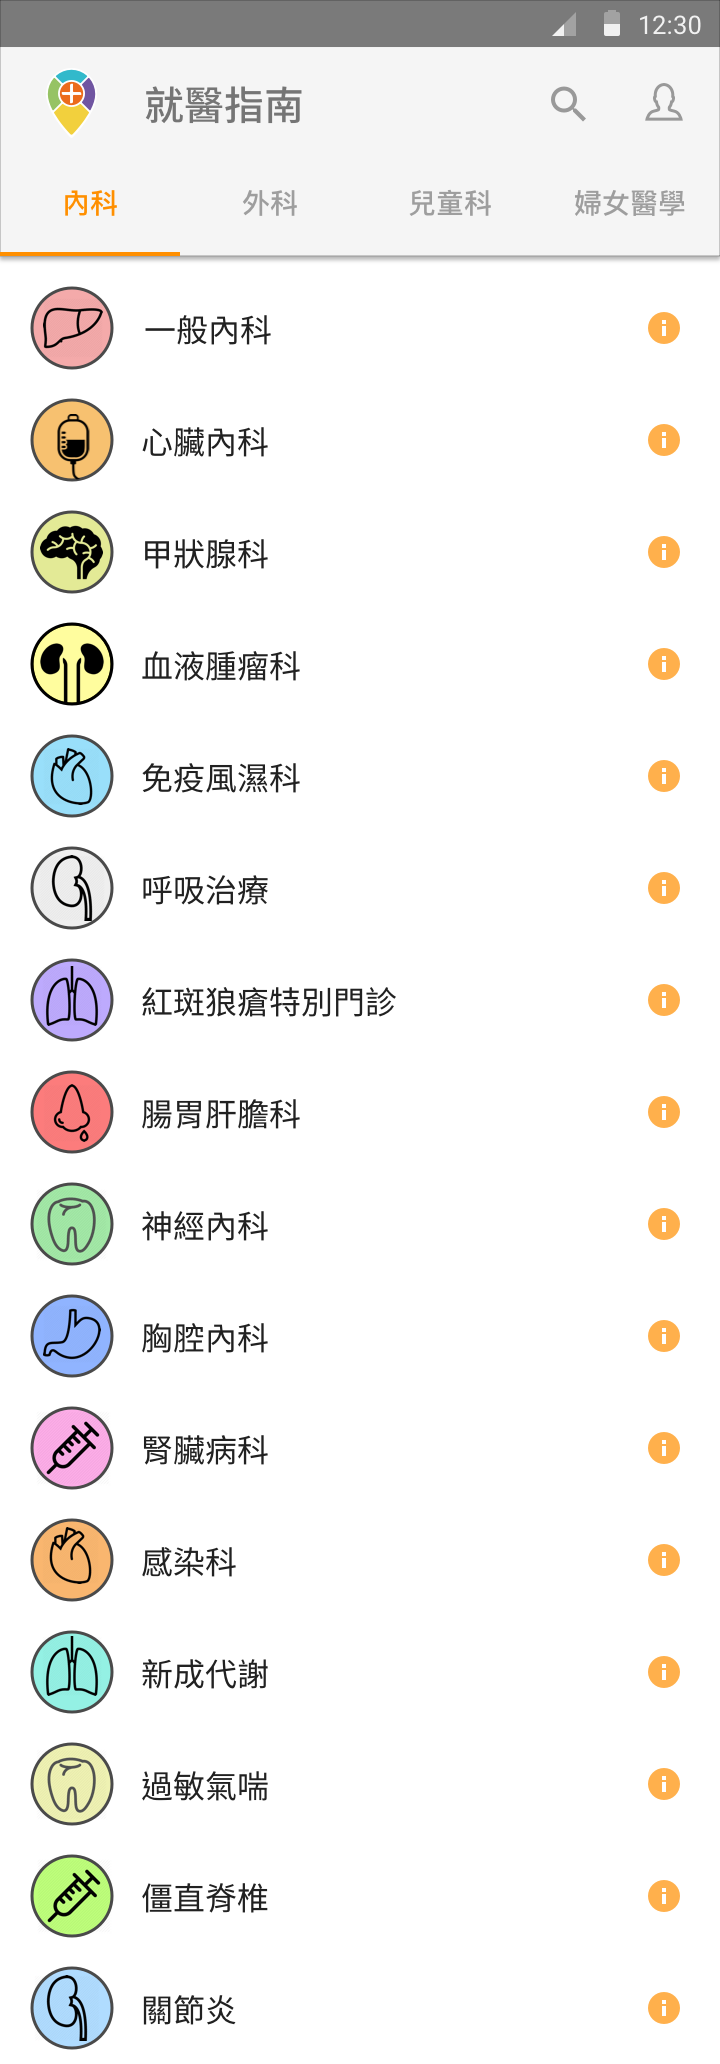 12:30
就醫指南
內科 外科 兒童科 婦女醫學
一般內科
心臟內科
甲狀腺科
血液腫瘤科
免疫風濕科
呼吸治療
紅斑狼瘡特別門診
腸胃肝膽科
神經內科
胸腔內科
腎臟病科
感染科
新成代謝
過敏氣喘
僵直脊椎
關節炎